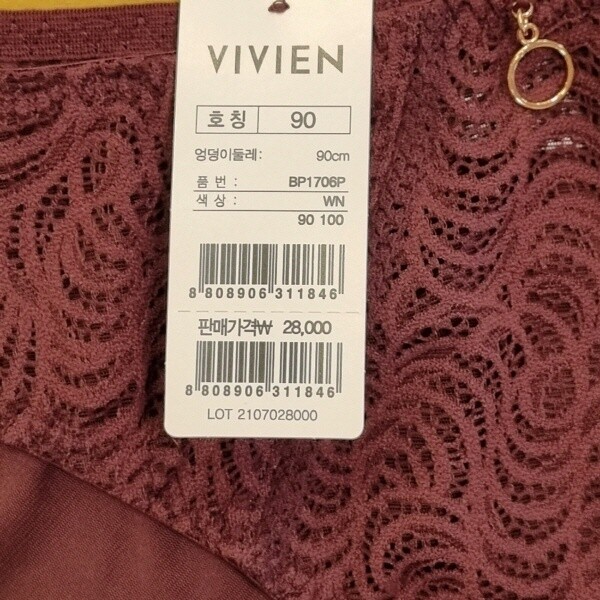 VIVIEN
호칭 90
엉덩이둘레: 90cm
품 번 : BP1706P
색 상 : WN
90 100
8 808906 311846
판매가격₩ 28,000
8 808906 311846
LOT 2107028000